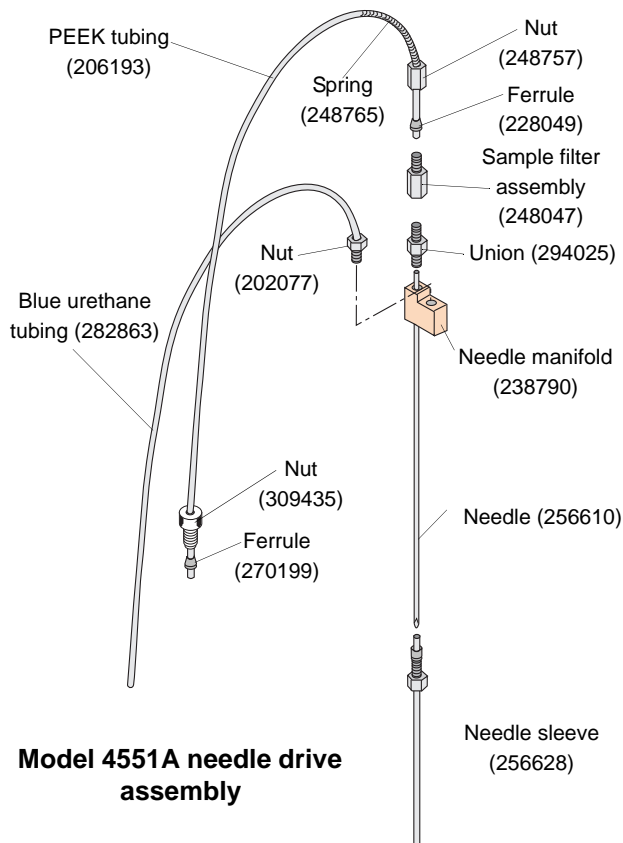 PEEK tubing
(206193)
Spring
(248765)
Nut
(248757)
Ferrule
(228049)
Sample filter
assembly
(248047)
Nut
(202077)
Union (294025)
Blue urethane
tubing (282863)
Needle manifold
(238790)
Nut
(309435)
Ferrule
(270199)
Needle (256610)
Needle sleeve
(256628)
Model 4551A needle drive
assembly